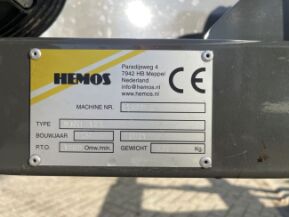 HEMOS
Paradijsweg 4
7942 HB Meppel
Nederland
info@hemos.nl
www.hemos.nl
CE
MACHINE NR.
TYPE
BOUWJAAR
P.T.O. Omw./min. GEWICHT Kg